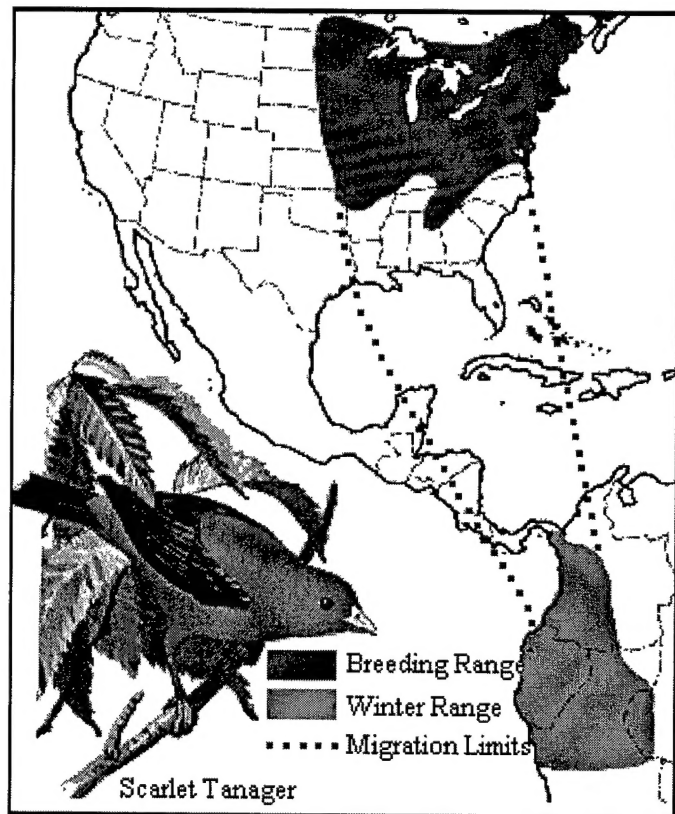 Breeding Range
Winter Range
Migration Limits
Scarlet Tanager